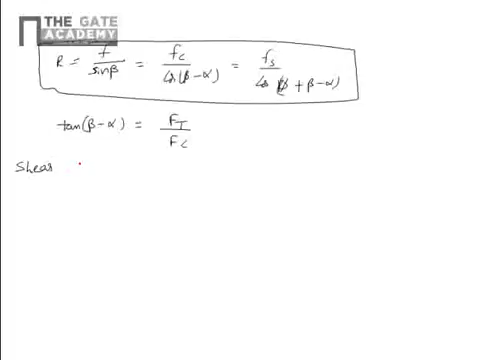 THE GATE
ACADEMY
R = f / sinβ = fc / Cos(β-α) = fs / Cos(ϕ+β-α)
tan(β-α) = FT / FC
Shear